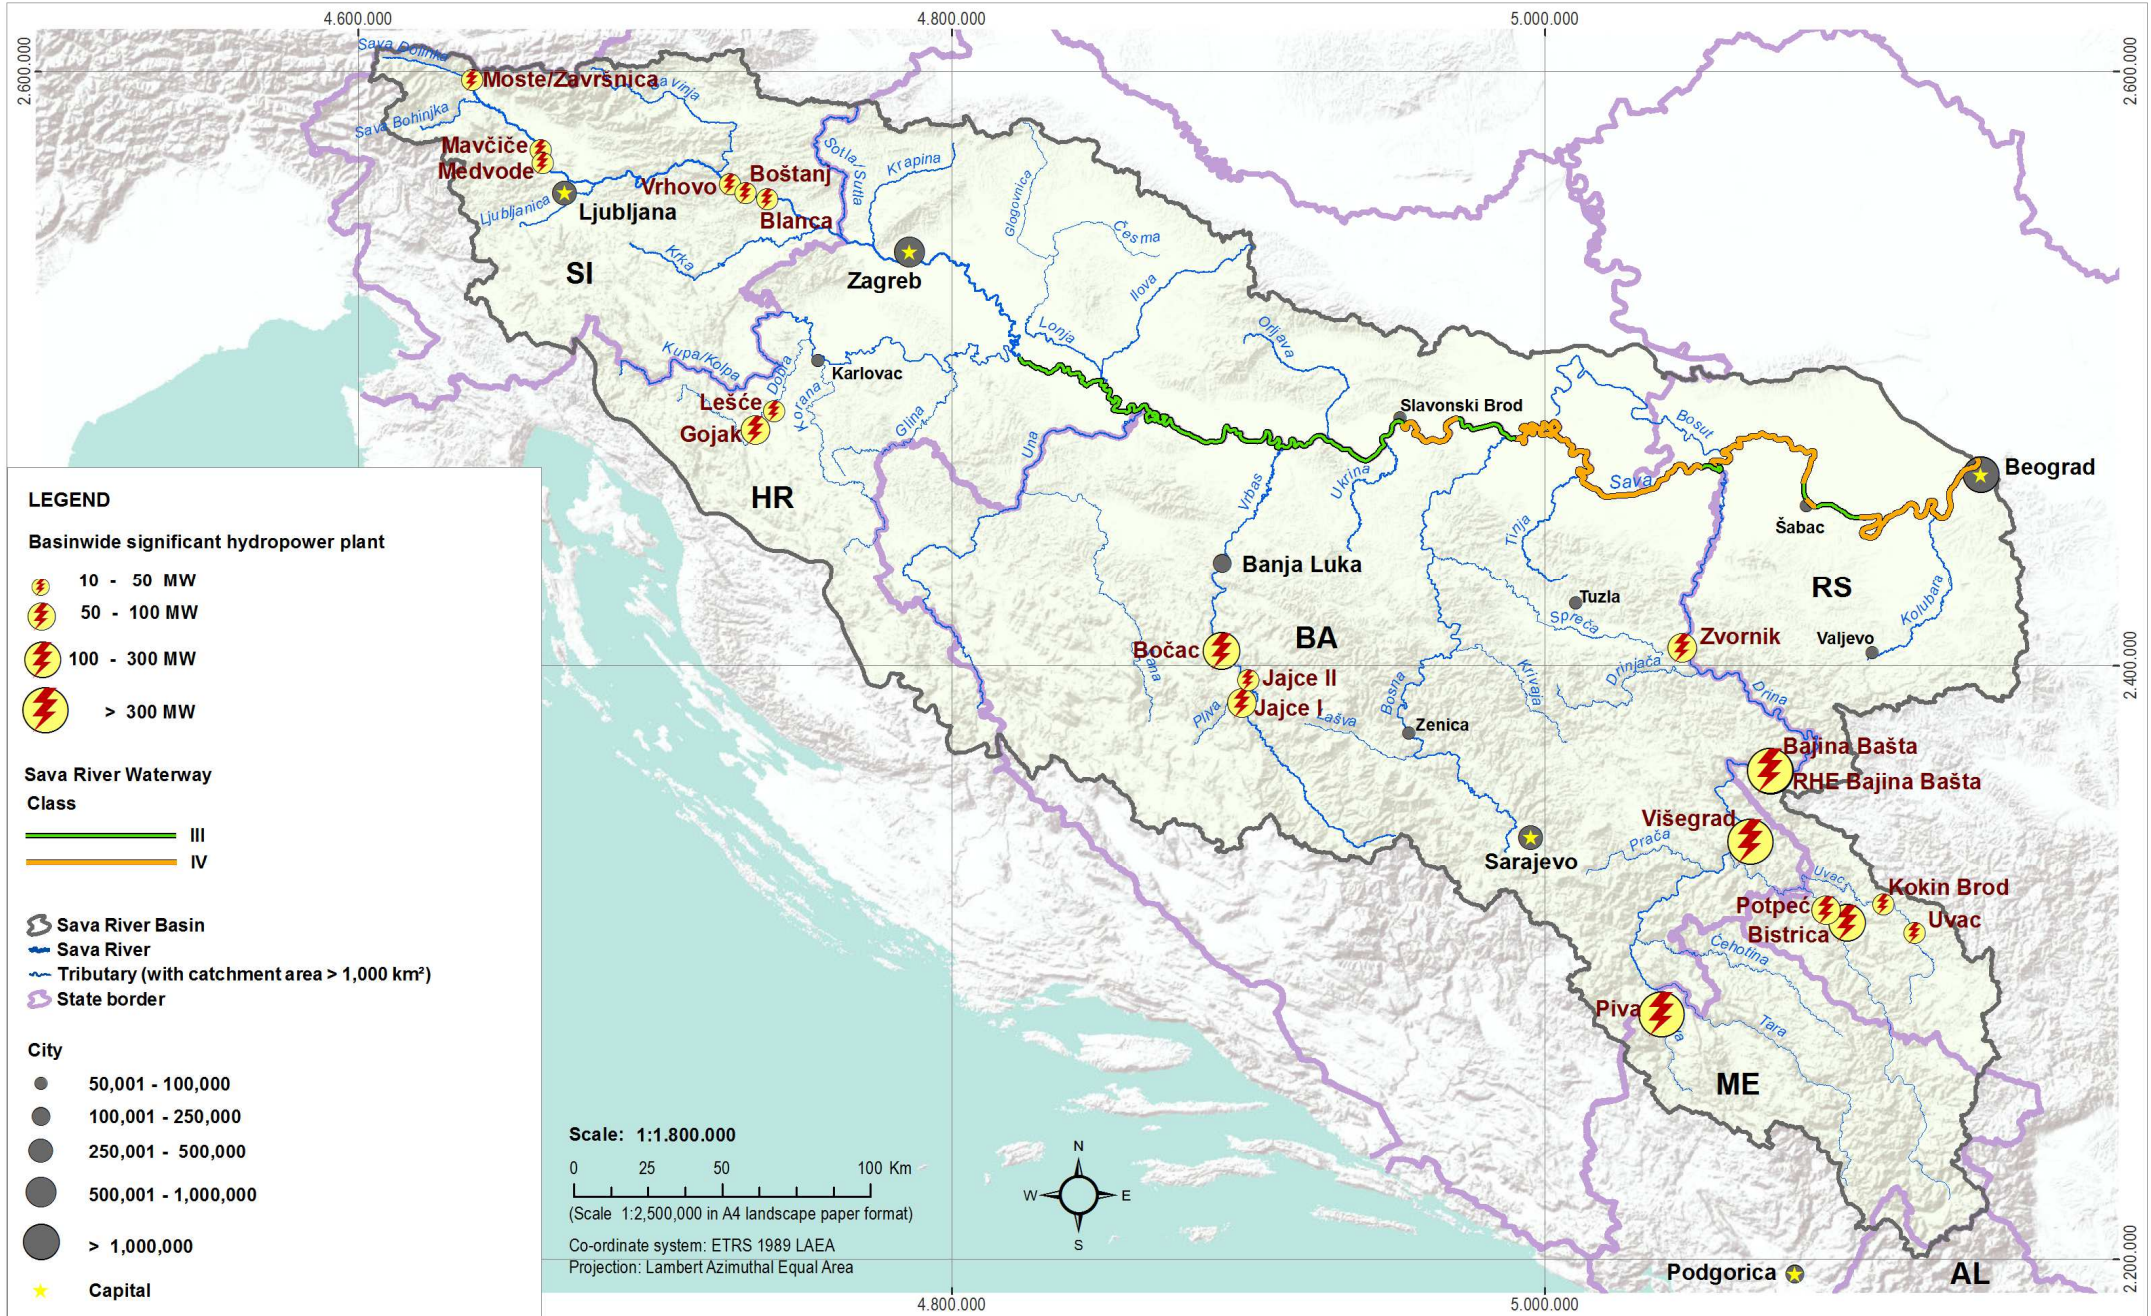 4.600.000
4.800.000
5.000.000
2.600.000
2.600.000
Sava Dolinka
Moste/Završnica
Savinja
Sava Bohinjka
Mavčiče
Medvode
Ljubljanica
Ljubljana
Vrhovo
Boštanj
Blanca
Sotla/Sutla
Krapina
Glogovnica
Česma
Krka
SI
Zagreb
Ilova
Lonja
Orljava
Kupa/Kolpa
Dobra
Karlovac
Korana
Lešće
Gojak
Glina
HR
Una
Slavonski Brod
Bosut
Sava
Beograd
Šabac
Vrbas
Ukrina
Tinja
Banja Luka
Tuzla
Spreča
RS
Kolubara
Valjevo
BA
Bočac
Zvornik
2.400.000
Sana
Jajce II
Jajce I
Pliva
Lašva
Bosna
Krivaja
Drinjača
Drina
Zenica
Bajina Bašta
RHE Bajina Bašta
Višegrad
Prača
Sarajevo
Uvac
Kokin Brod
Potpeć
Uvac
Bistrica
Ćehotina
Piva
Tara
ME
Podgorica
AL
2.200.000
4.800.000
5.000.000
LEGEND
Basinwide significant hydropower plant
10 - 50 MW
50 - 100 MW
100 - 300 MW
> 300 MW
Sava River Waterway
Class
III
IV
Sava River Basin
Sava River
Tributary (with catchment area > 1,000 km²)
State border
City
50,001 - 100,000
100,001 - 250,000
250,001 - 500,000
500,001 - 1,000,000
> 1,000,000
Capital
Scale: 1:1.800.000
0 25 50 100 Km
(Scale 1:2,500,000 in A4 landscape paper format)
Co-ordinate system: ETRS 1989 LAEA
Projection: Lambert Azimuthal Equal Area
N
W E
S